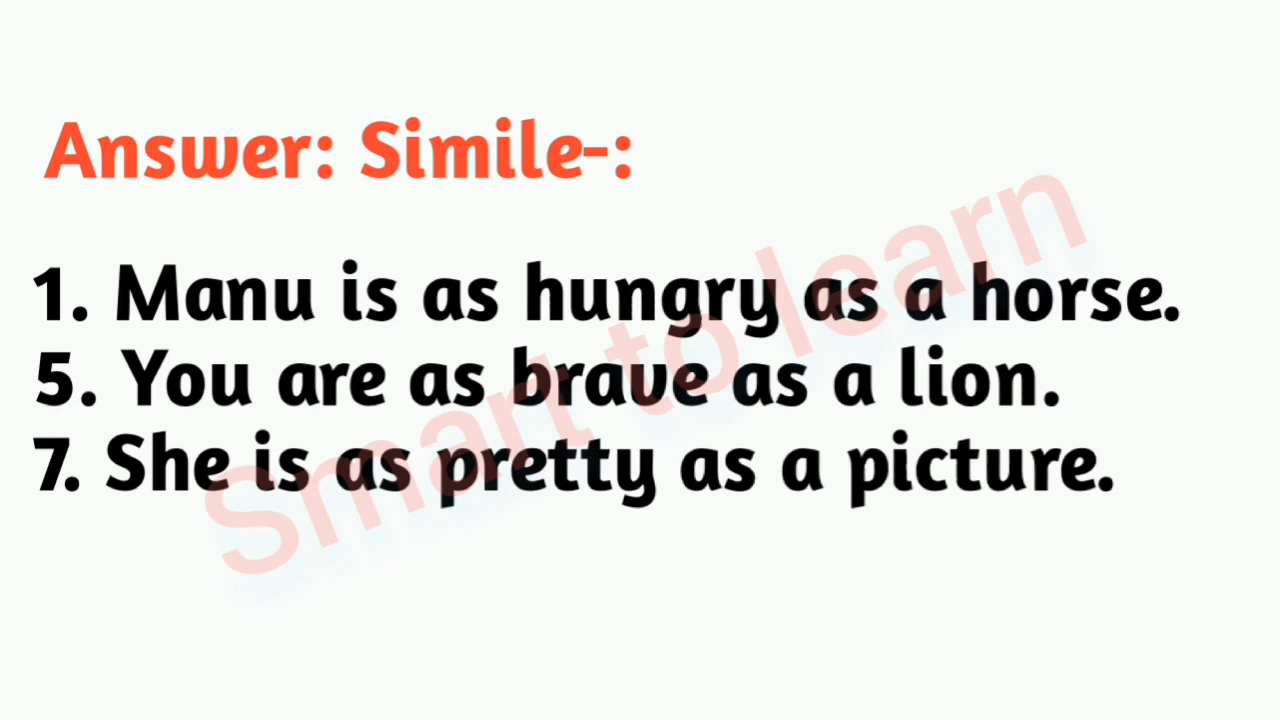 Answer: Simile-:
1. Manu is as hungry as a horse.
5. You are as brave as a lion.
7. She is as pretty as a picture.
Smart to learn